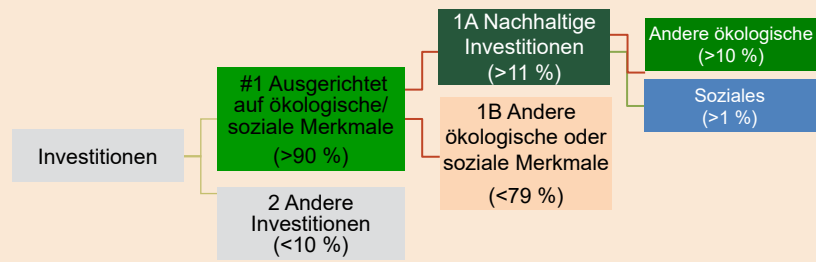 Investitionen
#1 Ausgerichtet
auf ökologische/
soziale Merkmale
(>90 %)
2 Andere
Investitionen
(<10 %)
1A Nachhaltige
Investitionen
(>11 %)
1B Andere
ökologische oder
soziale Merkmale
(<79 %)
Andere ökologische
(>10 %)
Soziales
(>1 %)